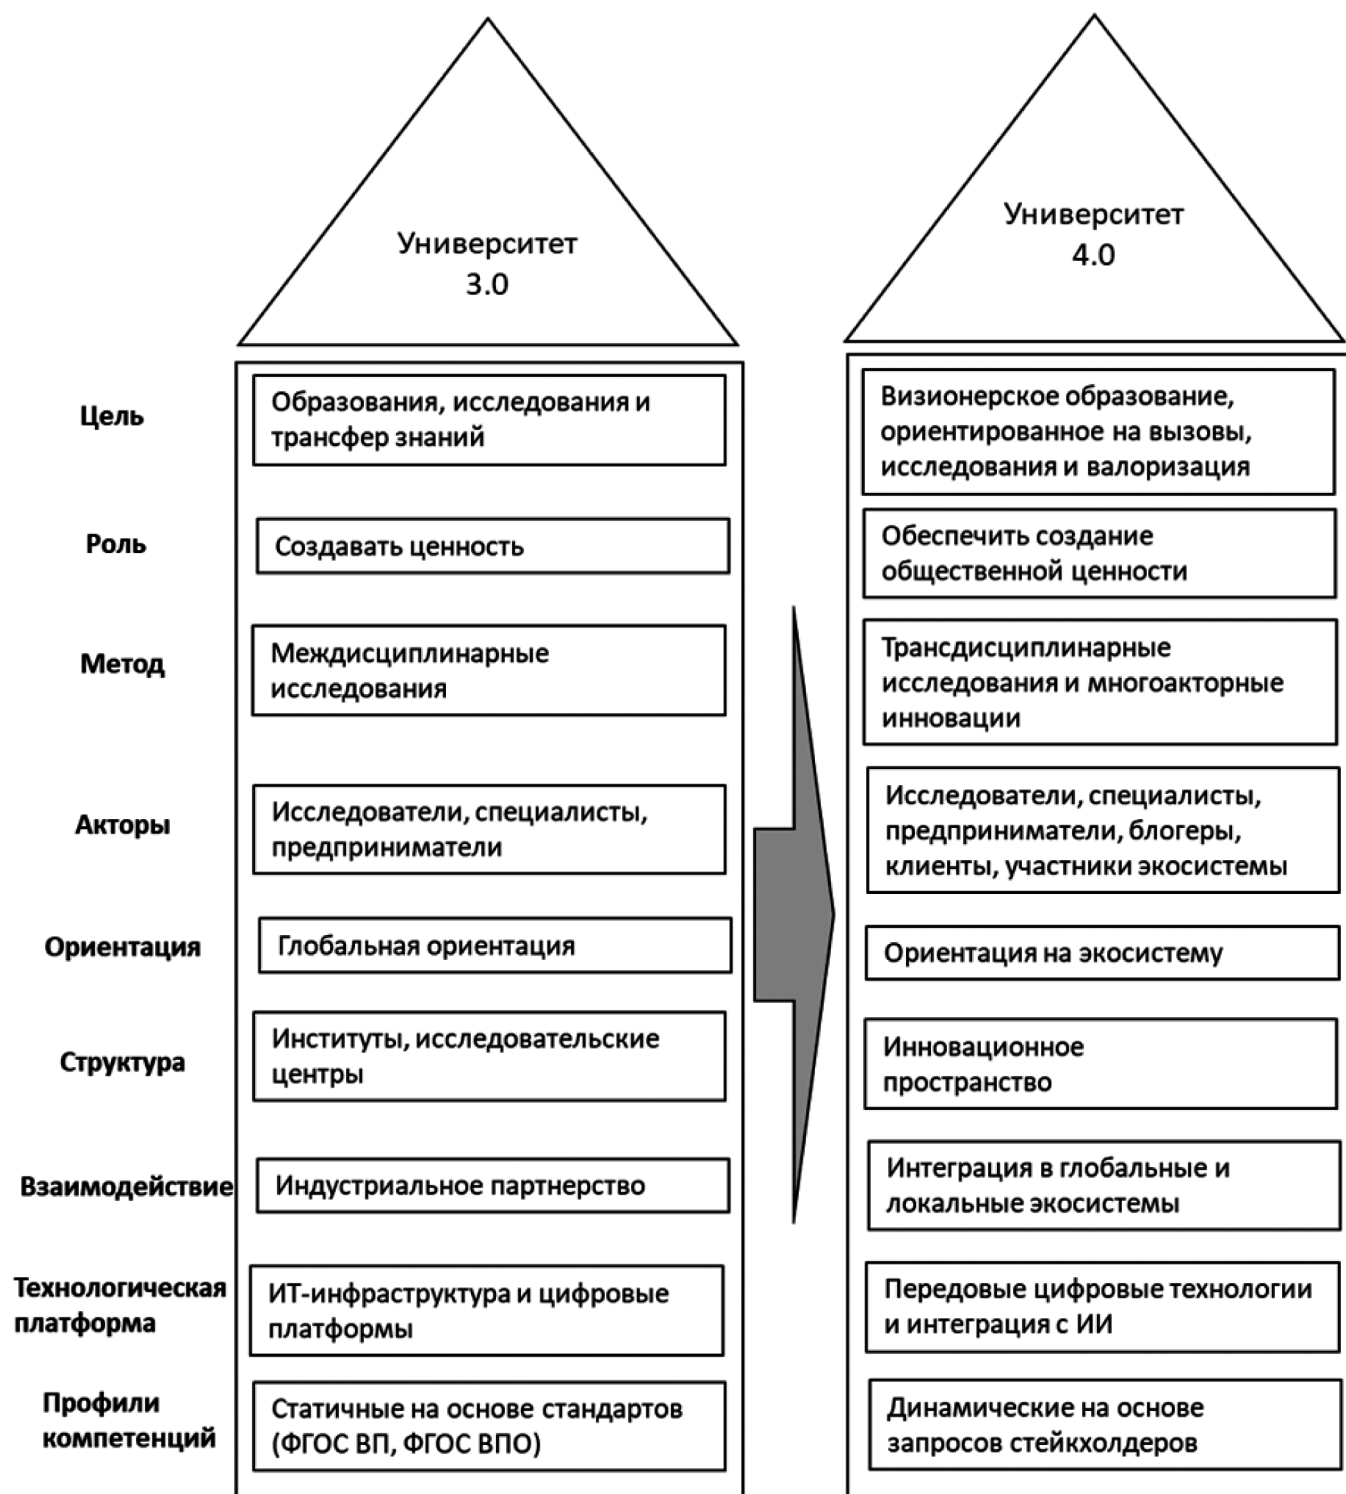 Университет
3.0
Университет
4.0
Цель
Образования, исследования и
трансфер знаний
Визионерское образование,
ориентированное на вызовы,
исследования и валоризация
Роль
Создавать ценность
Обеспечить создание
общественной ценности
Метод
Междисциплинарные
исследования
Трансдисциплинарные
исследования и многоакторные
инновации
Акторы
Исследователи, специалисты,
предприниматели
Исследователи, специалисты,
предприниматели, блогеры,
клиенты, участники экосистемы
Ориентация
Глобальная ориентация
Ориентация на экосистему
Структура
Институты, исследовательские
центры
Инновационное
пространство
Взаимодействие
Индустриальное партнерство
Интеграция в глобальные и
локальные экосистемы
Технологическая
платформа
ИТ-инфраструктура и цифровые
платформы
Передовые цифровые технологии
и интеграция с ИИ
Профили
компетенций
Статичные на основе стандартов
(ФГОС ВП, ФГОС ВПО)
Динамические на основе
запросов стейкхолдеров